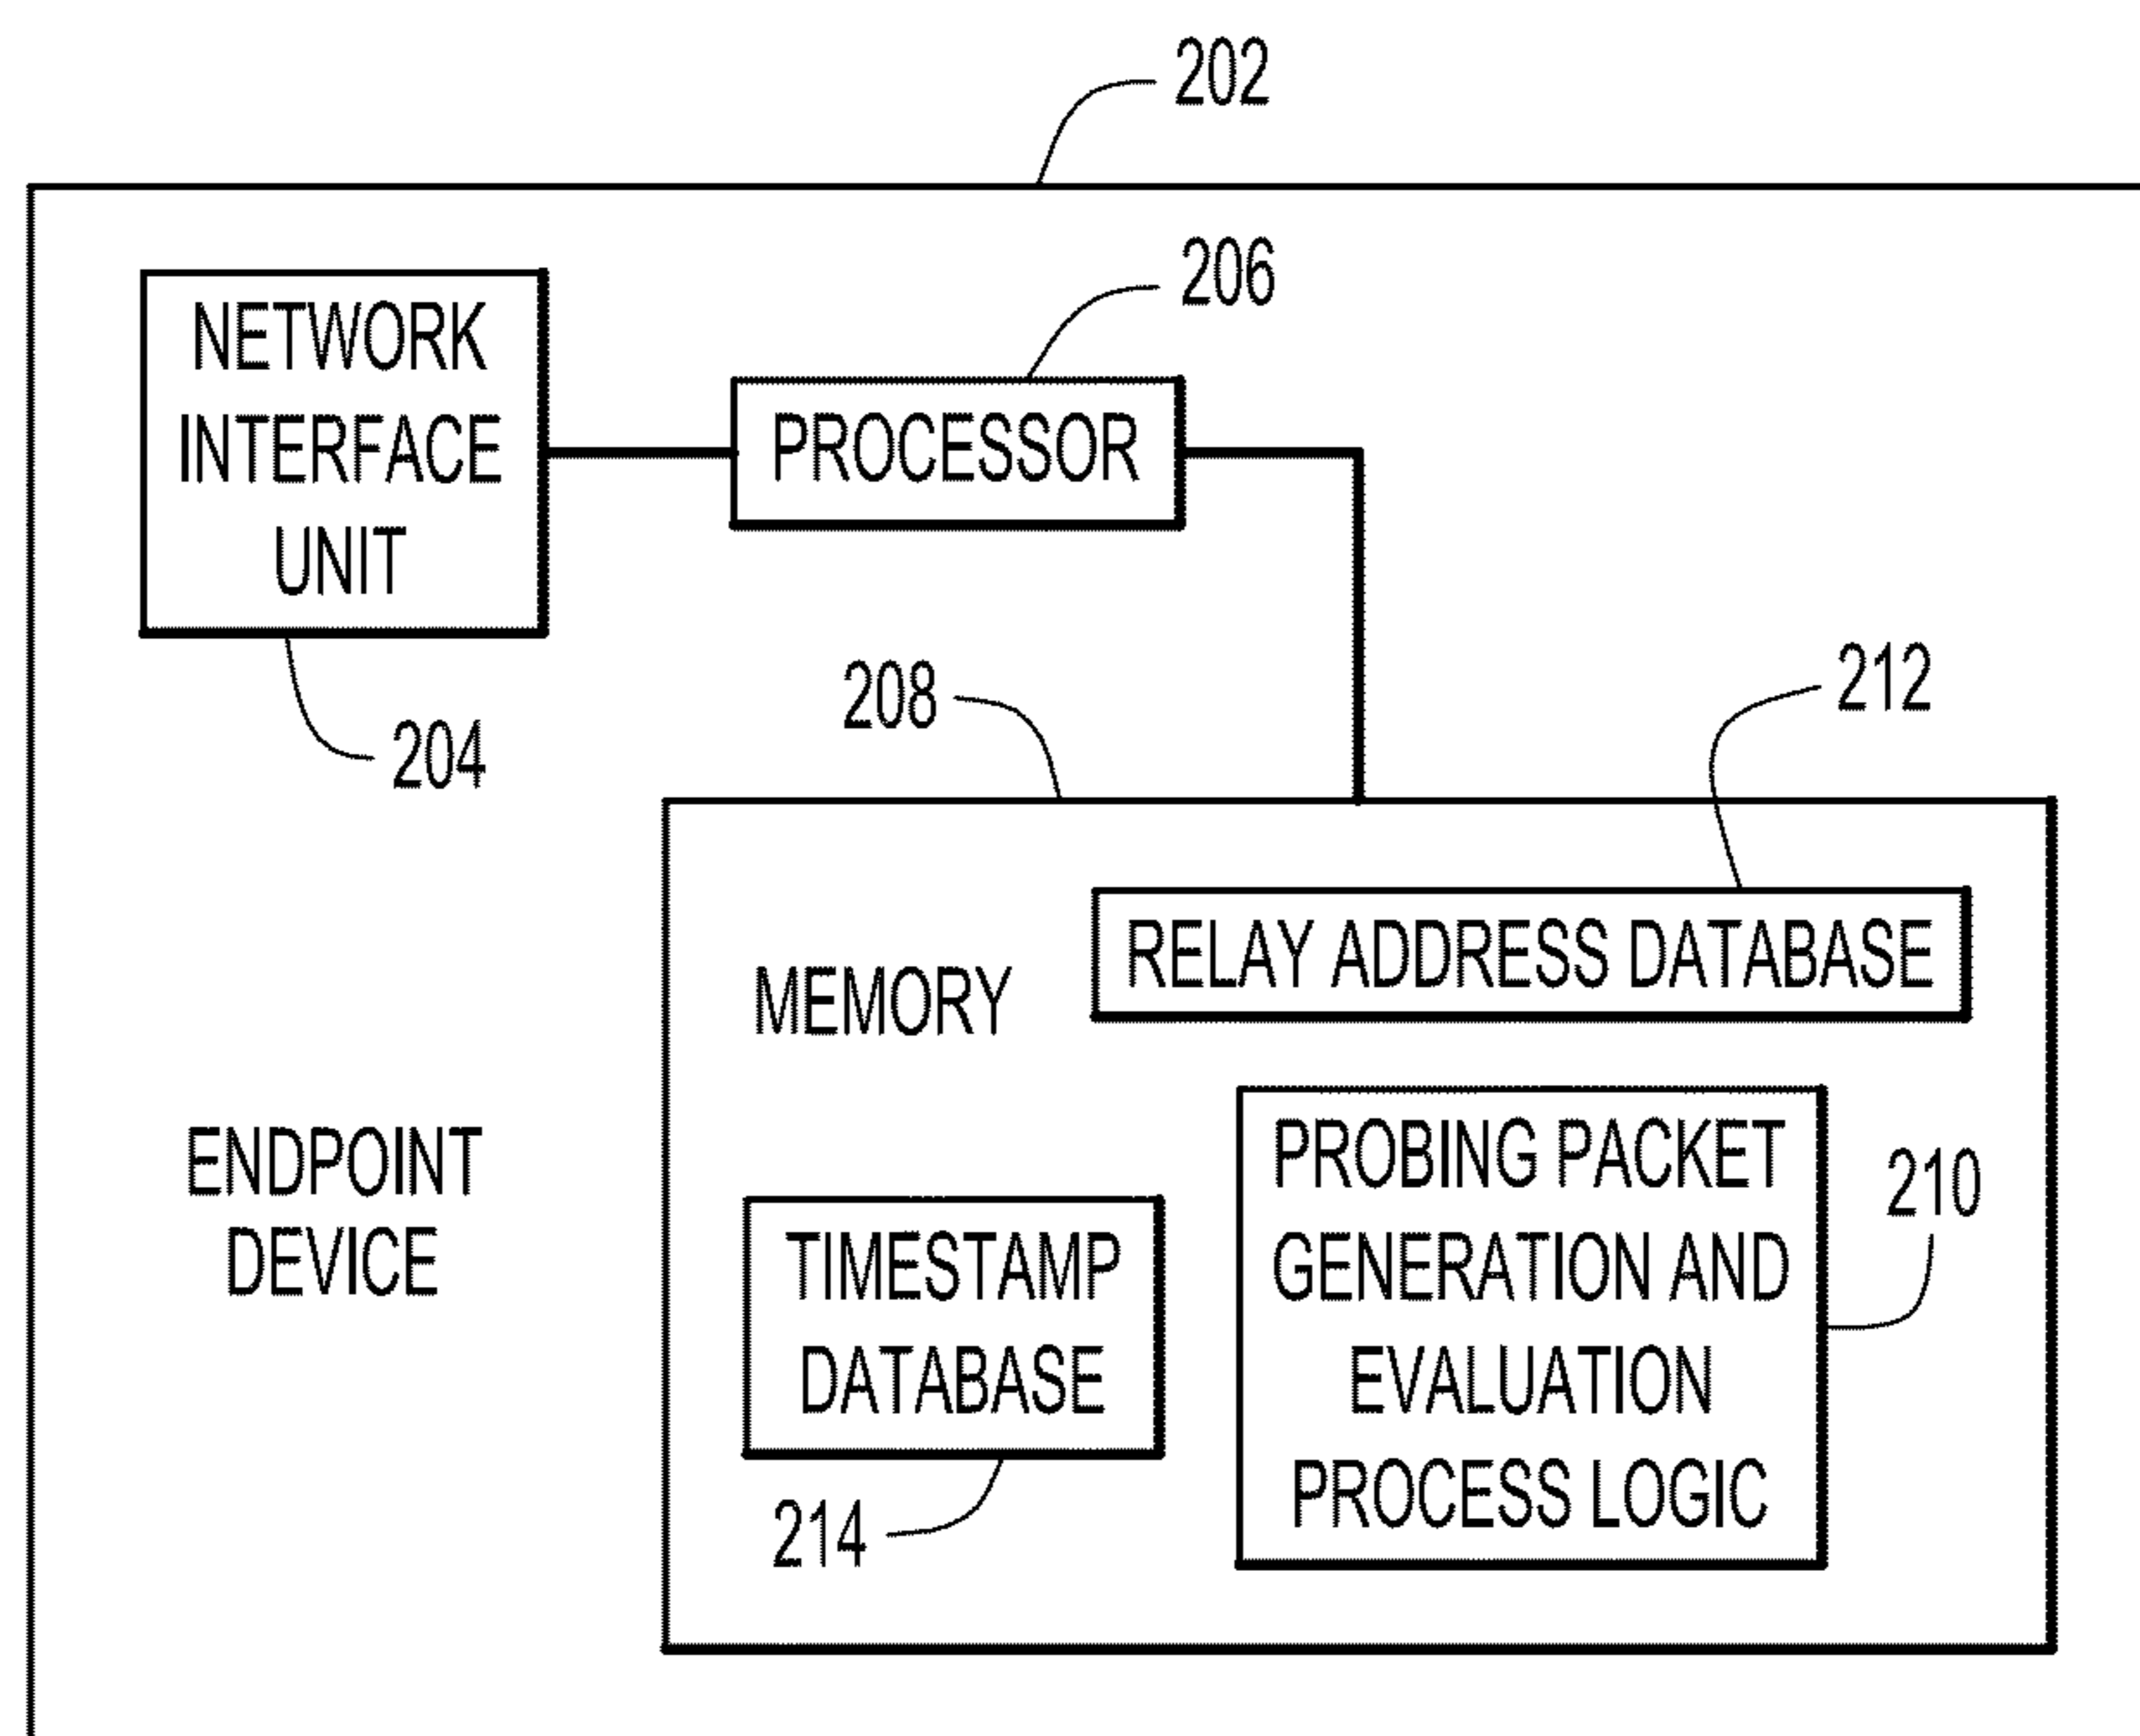 202
206
NETWORK
INTERFACE
UNIT
PROCESSOR
204
208
212
RELAY ADDRESS DATABASE
MEMORY
ENDPOINT
DEVICE
TIMESTAMP
DATABASE
214
PROBING PACKET
GENERATION AND
EVALUATION
PROCESS LOGIC
210